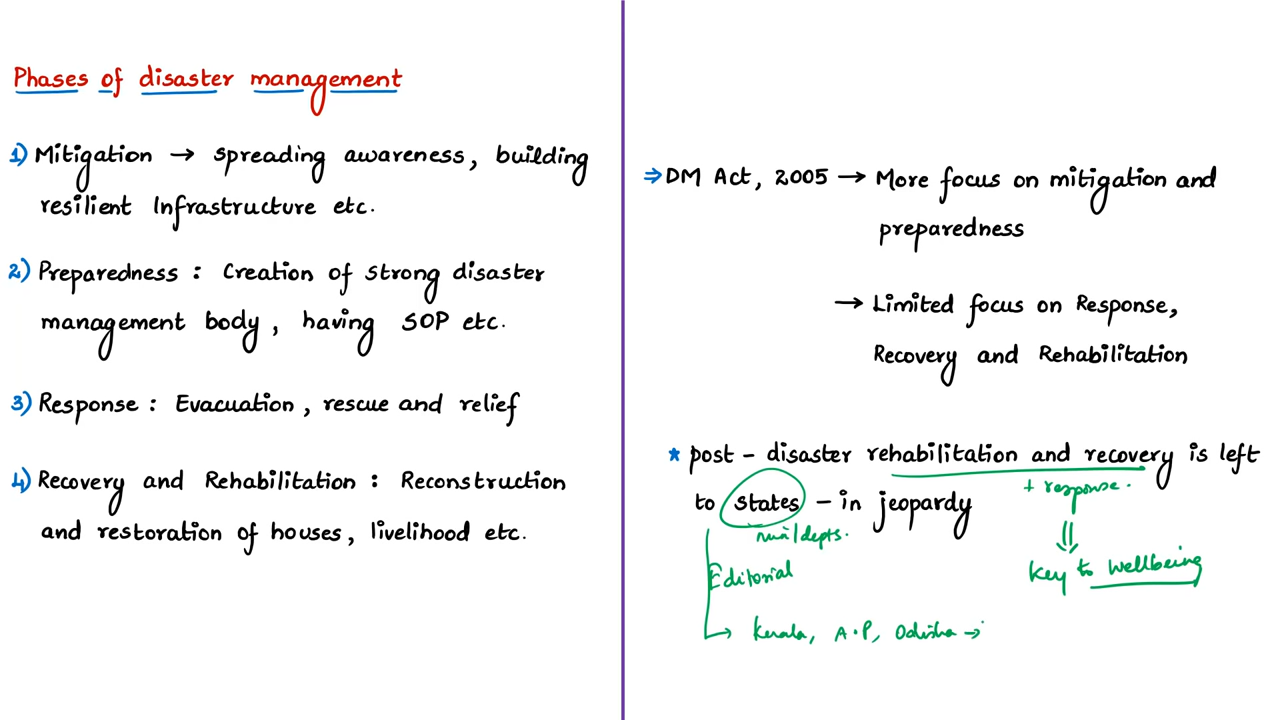 Phases of disaster management
1) Mitigation → spreading awareness, building
resilient Infrastructure etc.
2) Preparedness : Creation of strong disaster
management body, having SOP etc.
3) Response : Evacuation, rescue and relief
4) Recovery and Rehabilitation : Reconstruction
and restoration of houses, livlihood etc.
⇒ DM Act, 2005 → More focus on mitigation and
preparedness
→ Limited focus on Response,
Recovery and Rehabilitation
* post - disaster rehabilitation and recovery is left
+ response.
to states - in jeopardy
/depts.
Editorial
Key to wellbeing
→ Kerala, A.P, Odisha →